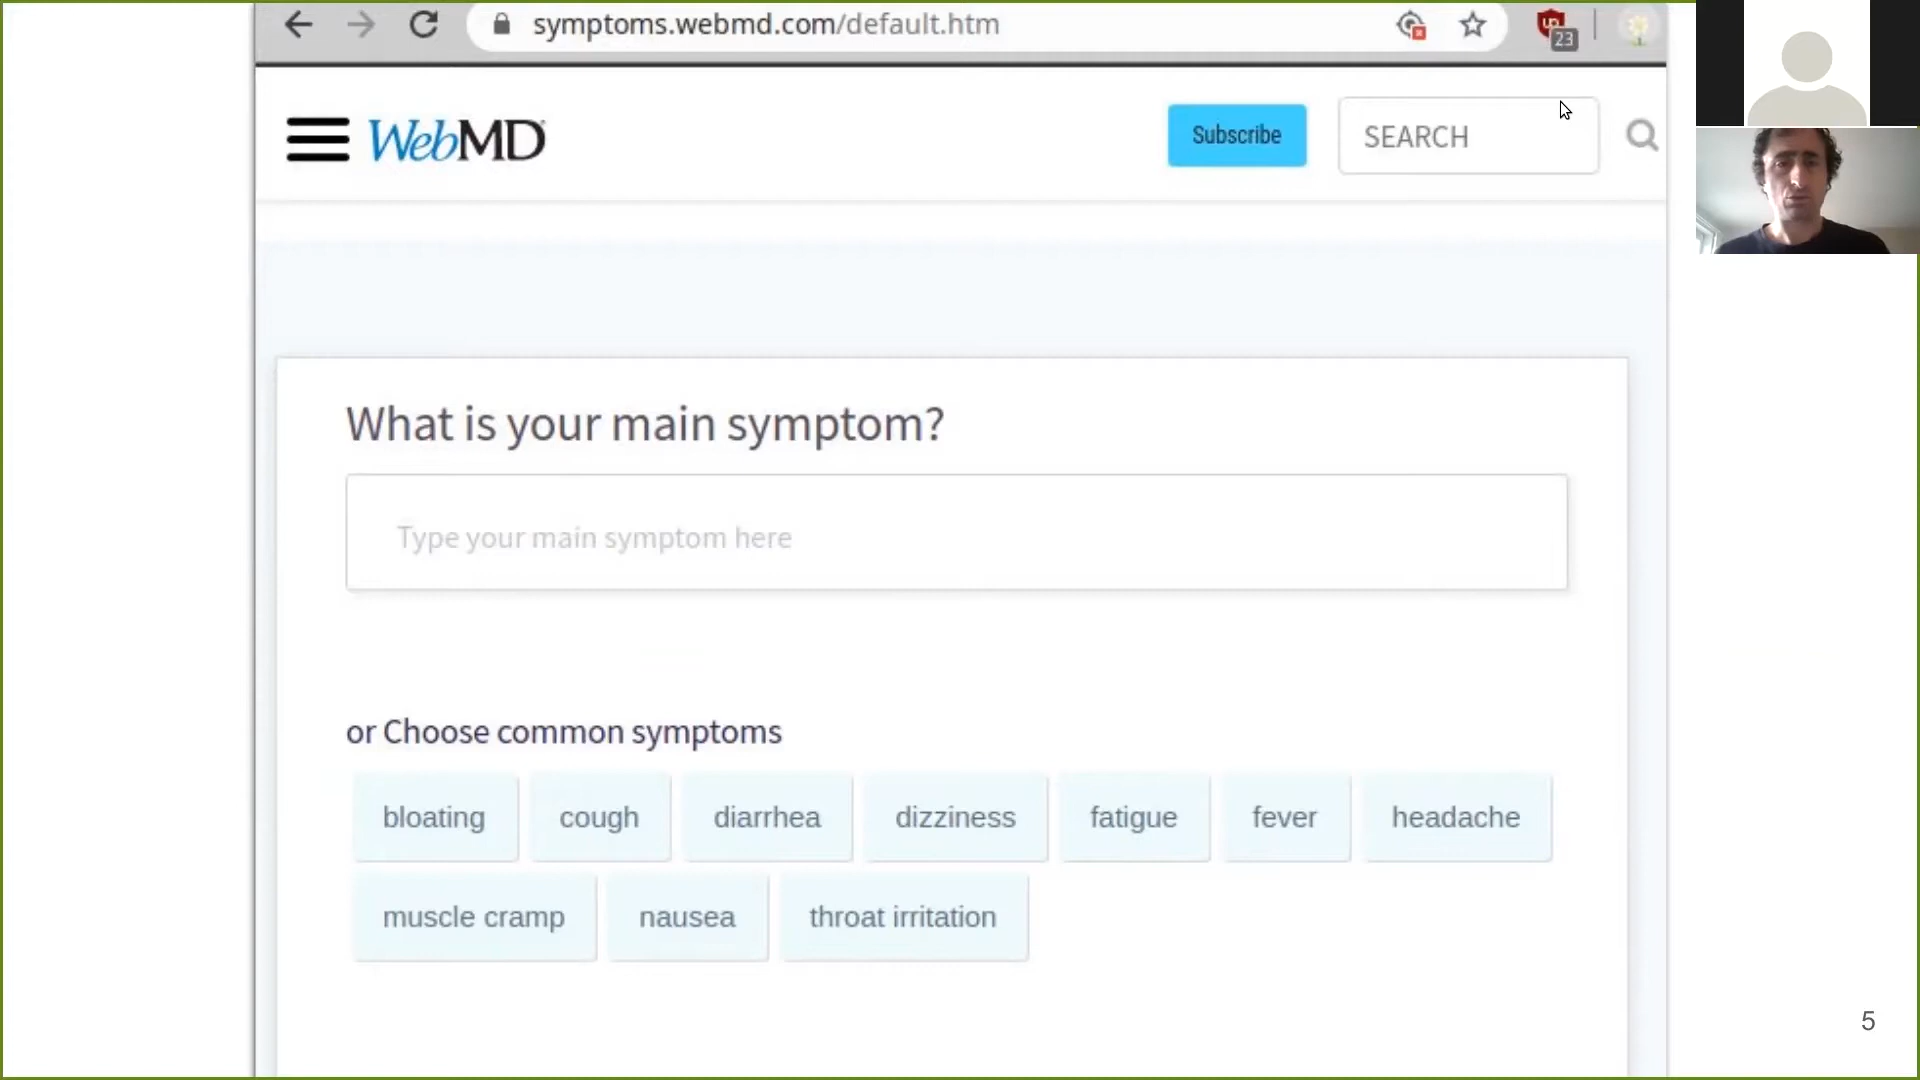 symptoms.webmd.com/default.htm
23
WebMD
Subscribe
SEARCH
What is your main symptom?
Type your main symptom here
or Choose common symptoms
bloating cough diarrhea dizziness fatigue fever headache
muscle cramp nausea throat irritation
5